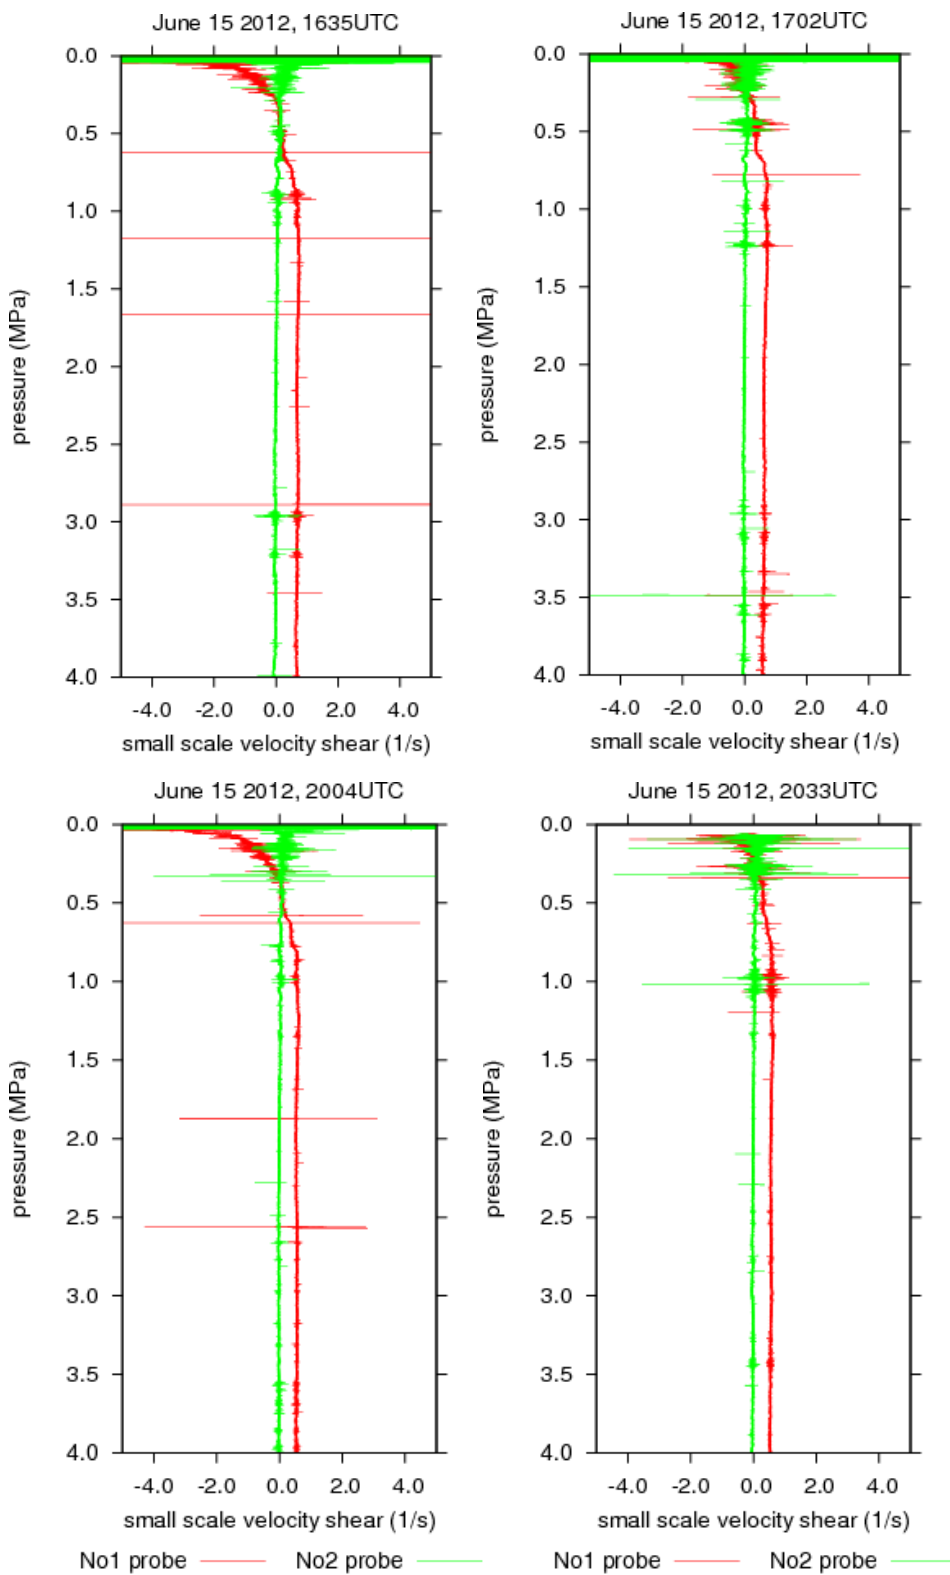 June 15 2012, 1635UTC
0.0
0.5
1.0
1.5
2.0
2.5
3.0
3.5
4.0
pressure (MPa)
-4.0 -2.0 0.0 2.0 4.0
small scale velocity shear (1/s)
June 15 2012, 1702UTC
0.0
0.5
1.0
1.5
2.0
2.5
3.0
3.5
4.0
pressure (MPa)
-4.0 -2.0 0.0 2.0 4.0
small scale velocity shear (1/s)
June 15 2012, 2004UTC
0.0
0.5
1.0
1.5
2.0
2.5
3.0
3.5
4.0
pressure (MPa)
-4.0 -2.0 0.0 2.0 4.0
small scale velocity shear (1/s)
No1 probe No2 probe
June 15 2012, 2033UTC
0.0
0.5
1.0
1.5
2.0
2.5
3.0
3.5
4.0
pressure (MPa)
-4.0 -2.0 0.0 2.0 4.0
small scale velocity shear (1/s)
No1 probe No2 probe